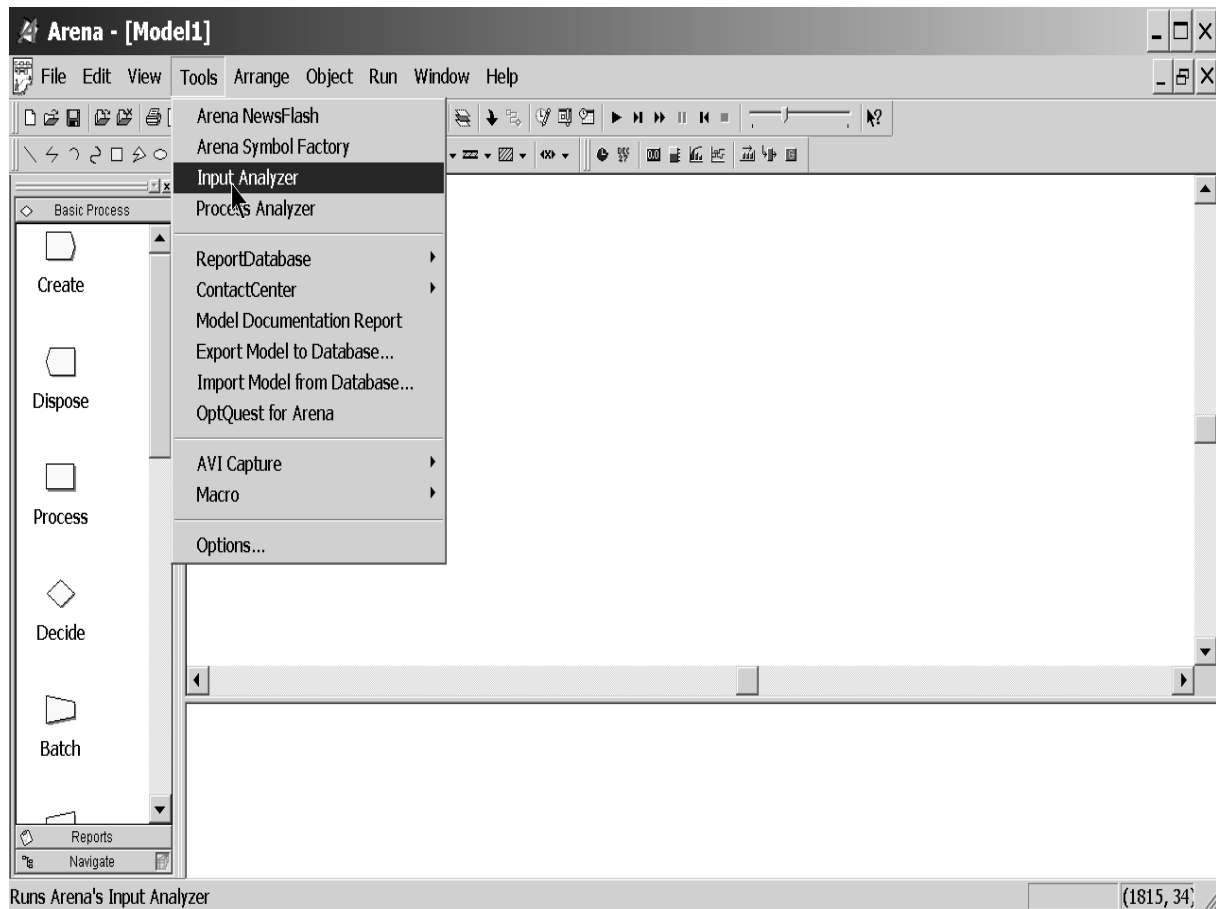 Arena - [Model1]
File Edit View Tools Arrange Object Run Window Help
Arena NewsFlash
Arena Symbol Factory
Input Analyzer
Process Analyzer
ReportDatabase
ContactCenter
Model Documentation Report
Export Model to Database...
Import Model from Database...
OptQuest for Arena
AVI Capture
Macro
Options...
Basic Process
Create
Dispose
Process
Decide
Batch
Reports
Navigate
Runs Arena's Input Analyzer
(1815, 34)